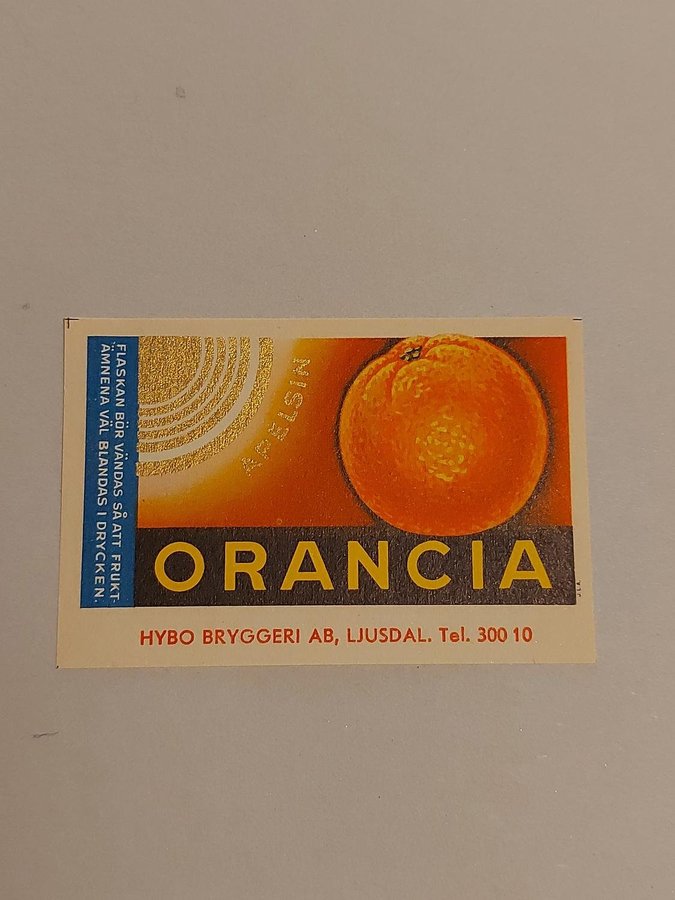 FLASKAN BÖR VÄNDAS SÅ ATT FRUKT-
ÄMNENA VÄL BLANDAS I DRYCKEN.
APELSIN
ORANCIA
J.L.A.
HYBO BRYGGERI AB, LJUSDAL. Tel. 300 10